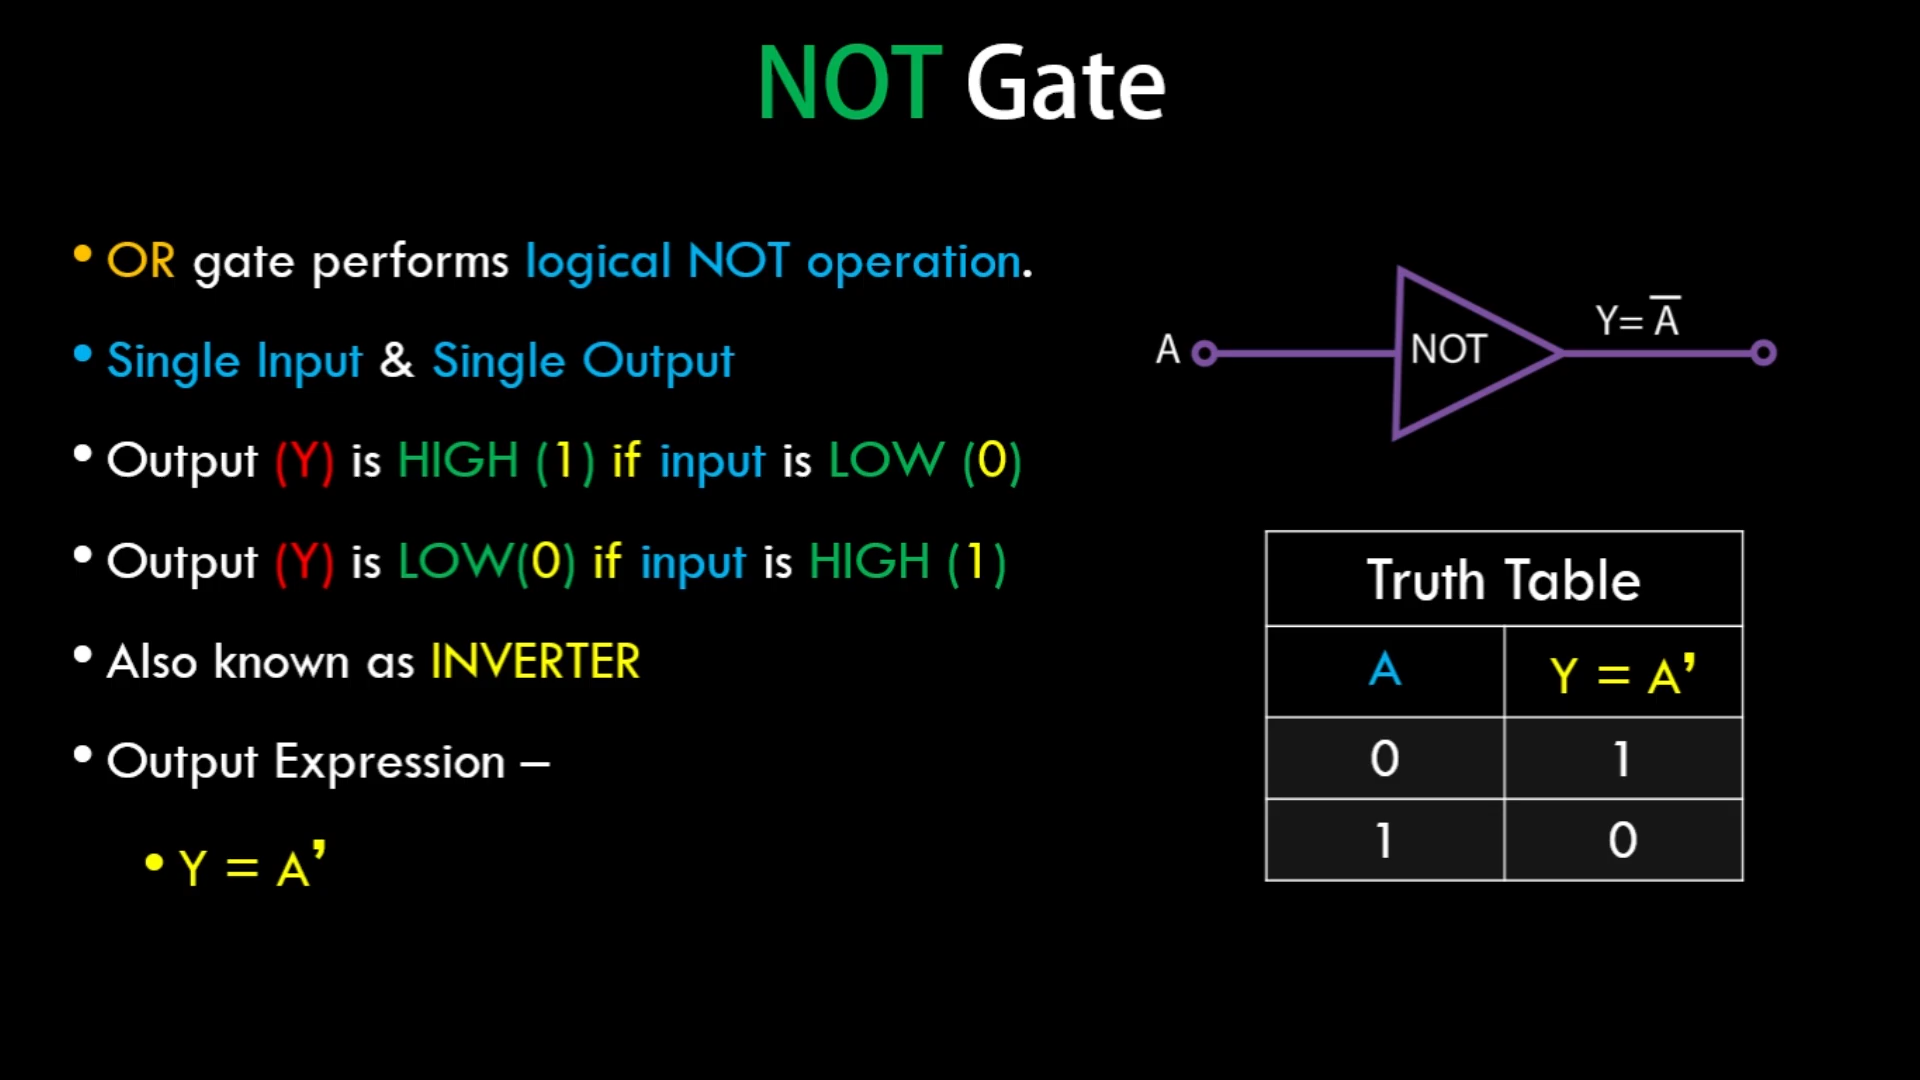 NOT Gate
• OR gate performs logical NOT operation.
• Single Input & Single Output
• Output (Y) is HIGH (1) if input is LOW (0)
• Output (Y) is LOW(0) if input is HIGH (1)
• Also known as INVERTER
• Output Expression –
• Y = A’
A
NOT
Y= A̅
Truth Table
A Y = A’
0 1
1 0